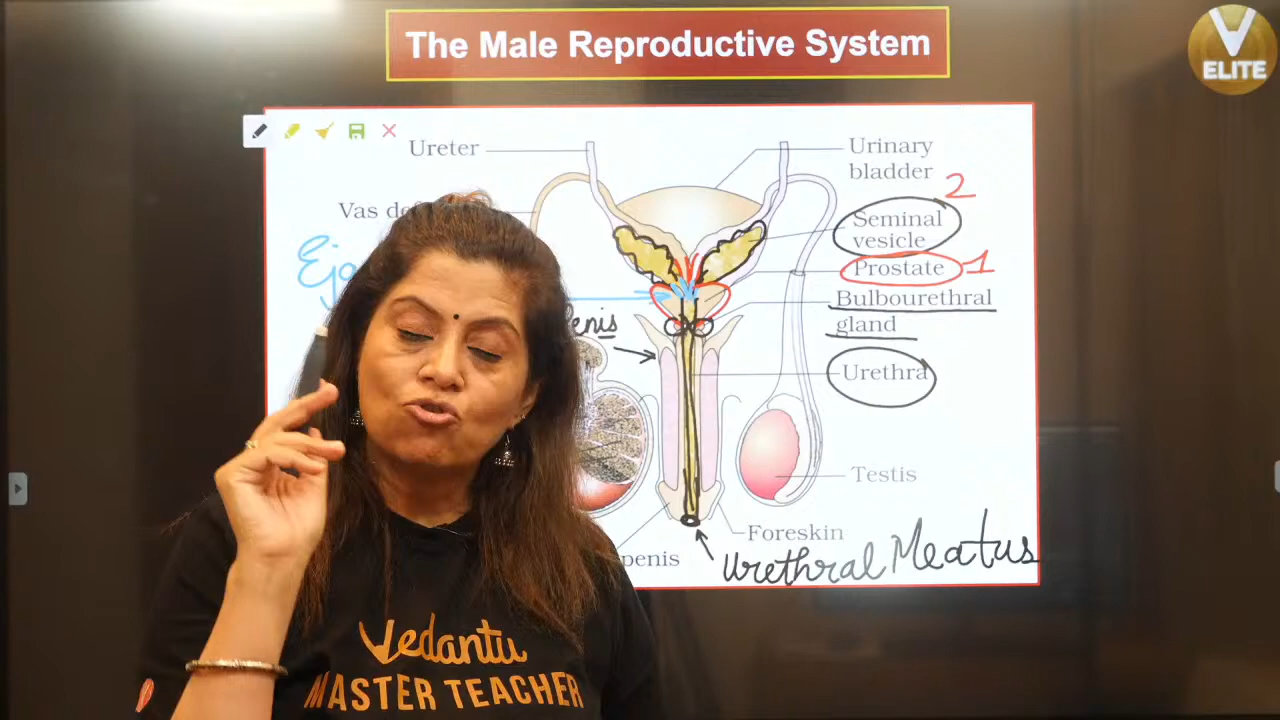 The Male Reproductive System
V
ELITE
Ureter
Urinary
bladder
2
Vas de
Seminal
vesicle
Prostate 1
Bulbourethral
gland
enis
Urethra
Testis
Foreskin
penis
Urethral Meatus
Vedantu
MASTER TEACHER